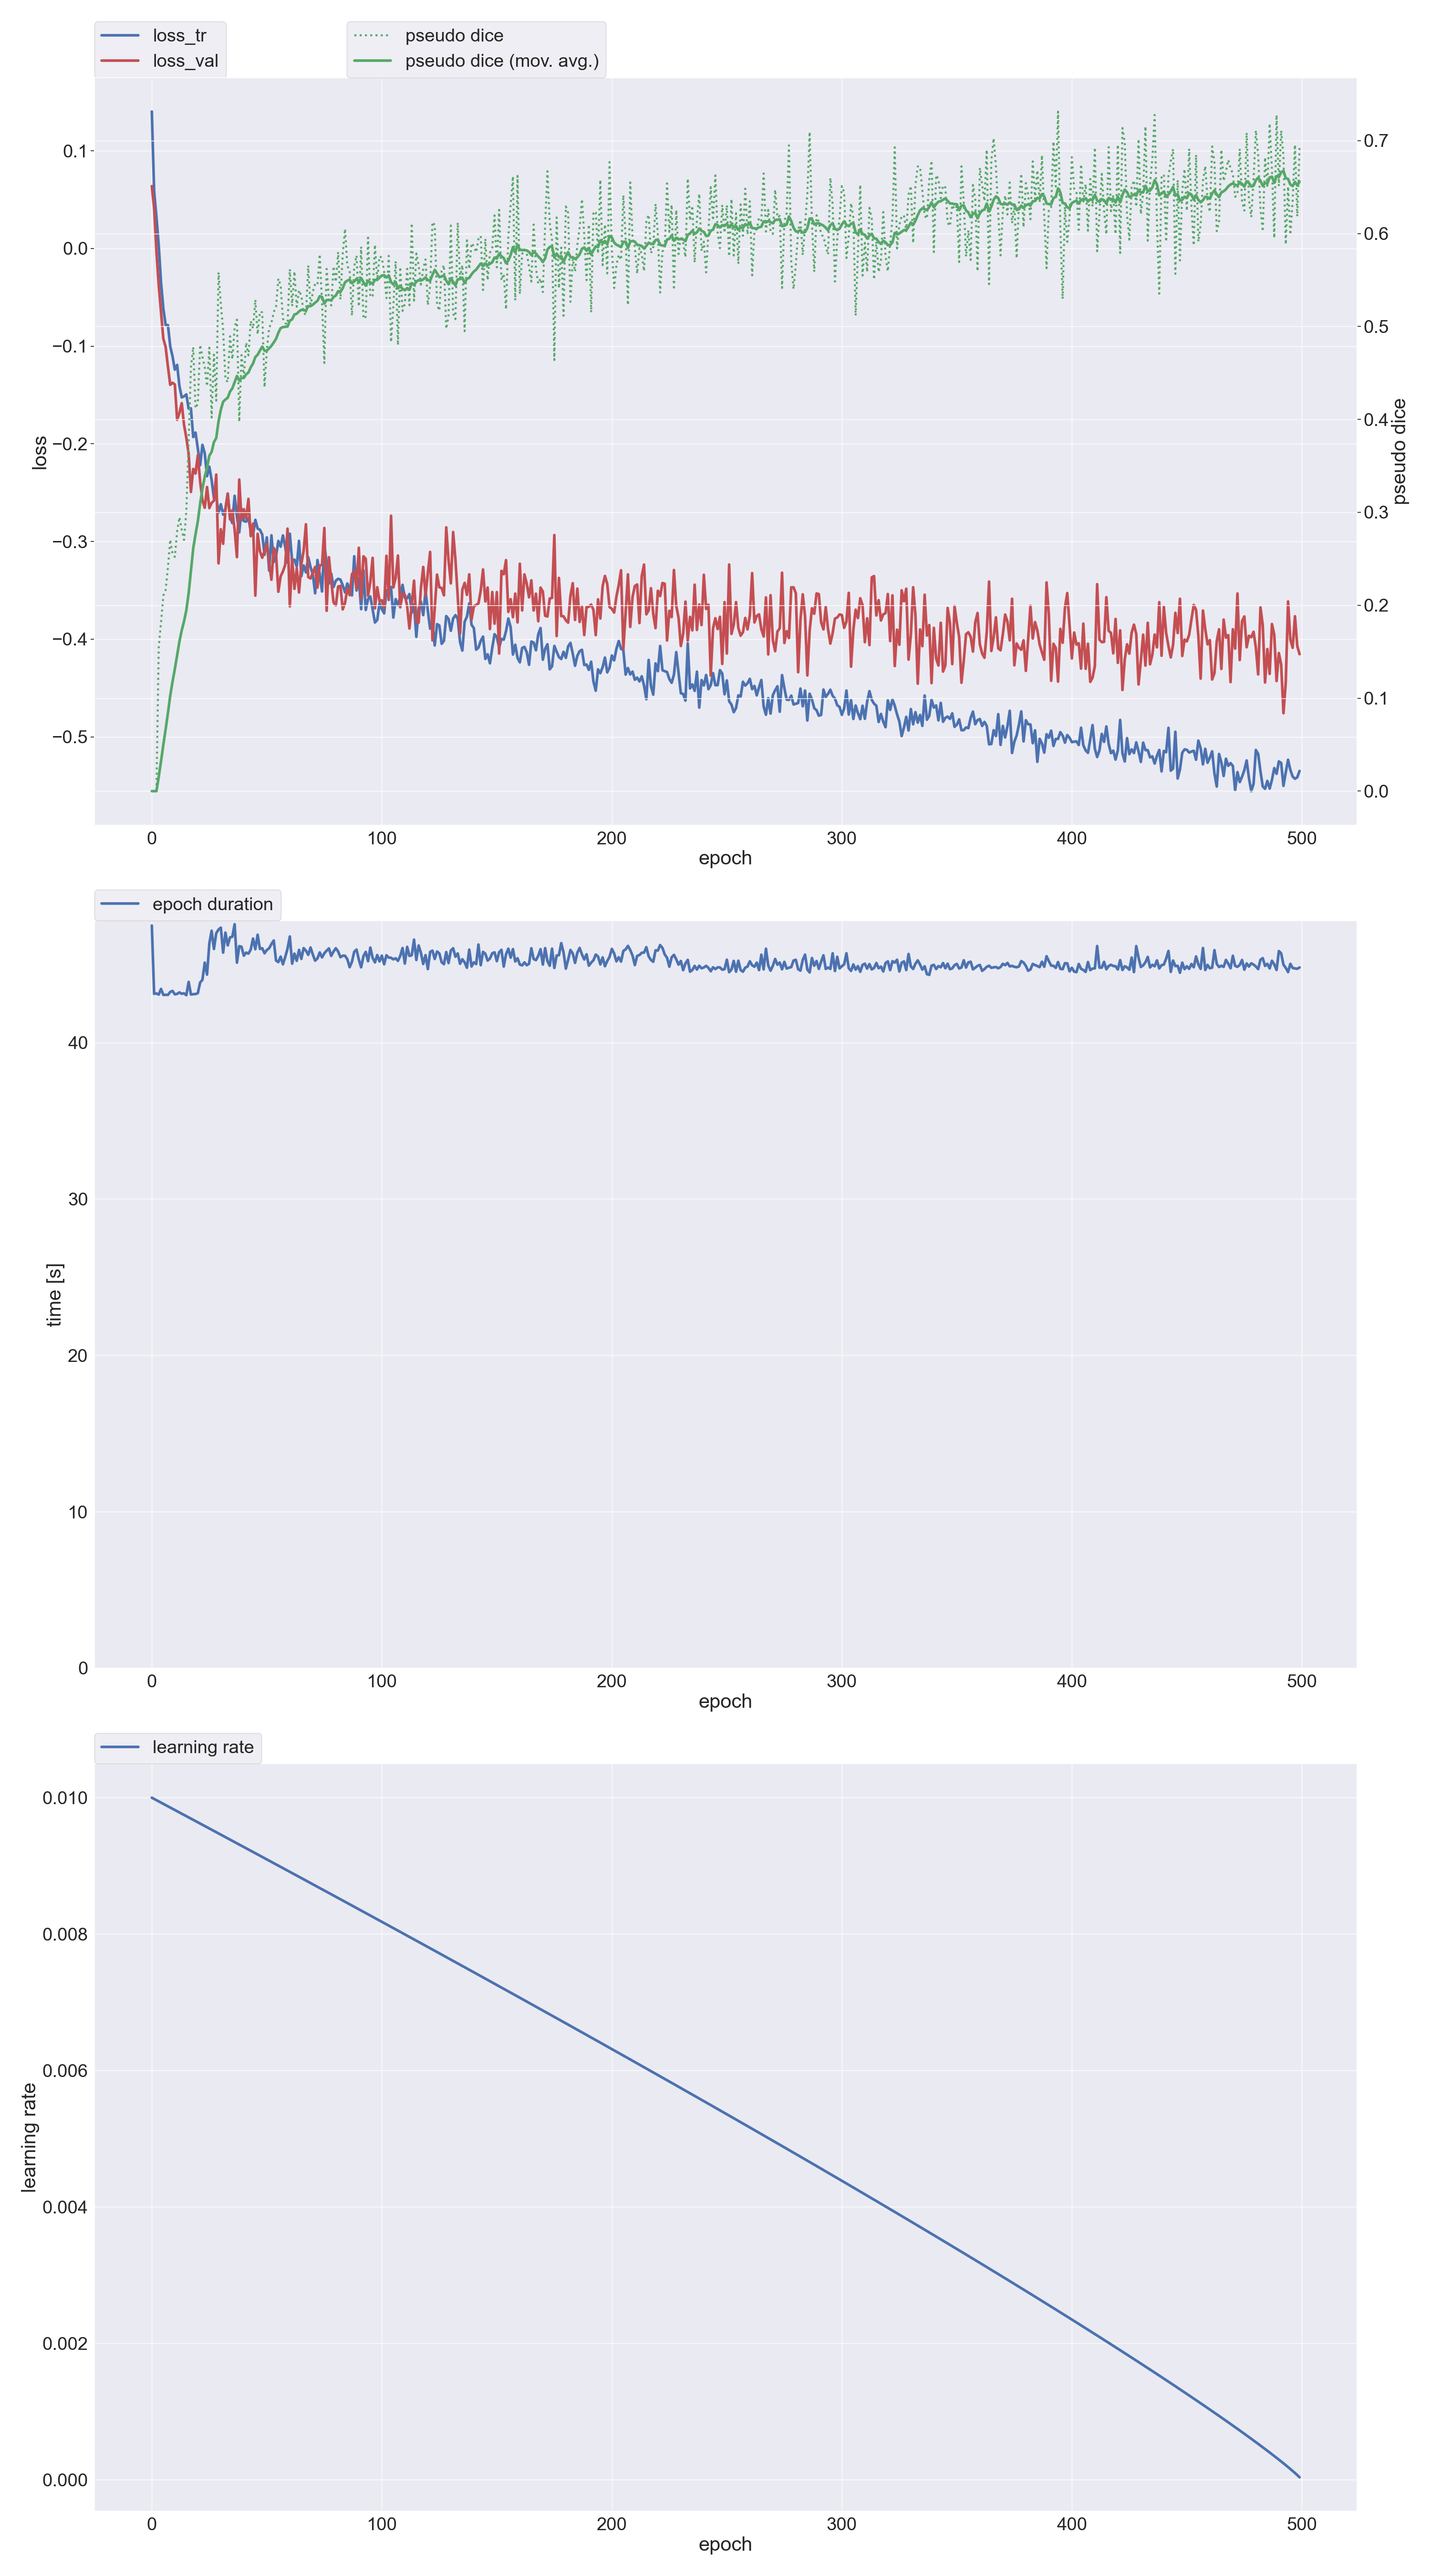 loss_tr
loss_val
pseudo dice
pseudo dice (mov. avg.)
0.1
0.0
−0.1
−0.2
−0.3
−0.4
−0.5
loss
0.7
0.6
0.5
0.4
0.3
0.2
0.1
0.0
pseudo dice
0 100 200 300 400 500
epoch
epoch duration
40
30
20
10
0
time [s]
0 100 200 300 400 500
epoch
learning rate
0.010
0.008
0.006
0.004
0.002
0.000
learning rate
0 100 200 300 400 500
epoch